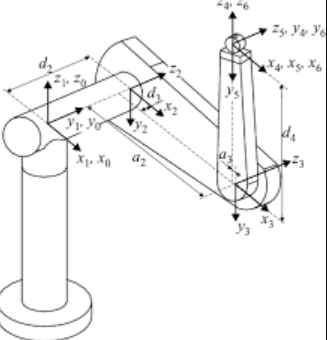 z₄, z₆
z₅, y₄, y₆
x₄, x₅, x₆
y₅
d₂
z₁, z₀
z₂
d₃
x₂
y₁, y₀
y₂
d₄
x₁, x₀
a₂
a₃
z₃
x₃
y₃